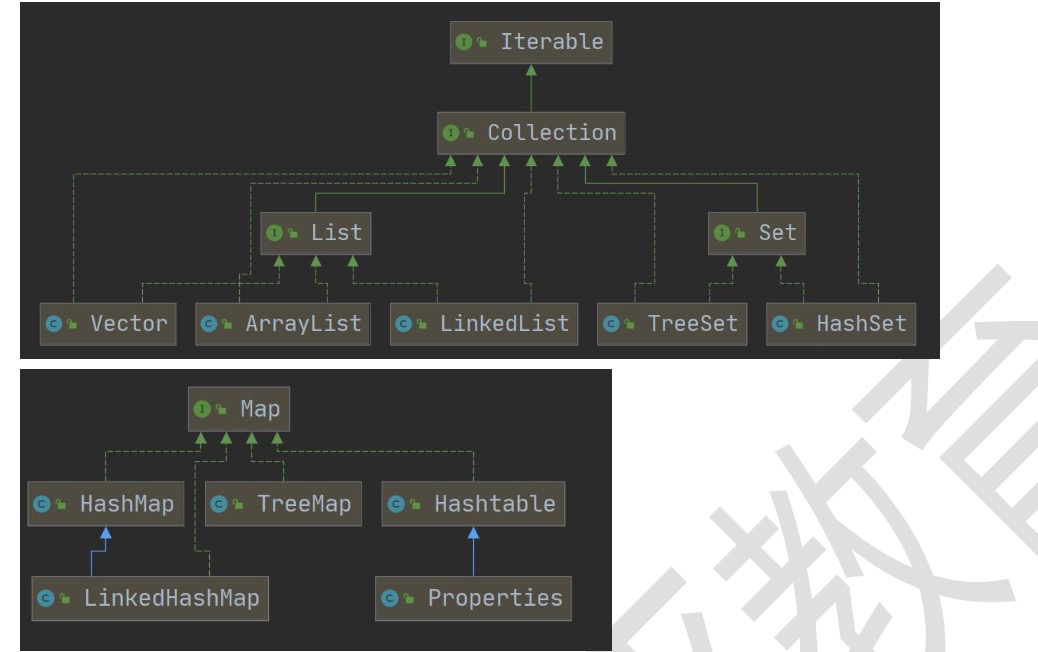 Iterable
Collection
List
Set
Vector
ArrayList
LinkedList
TreeSet
HashSet
Map
HashMap
TreeMap
Hashtable
LinkedHashMap
Properties
教育